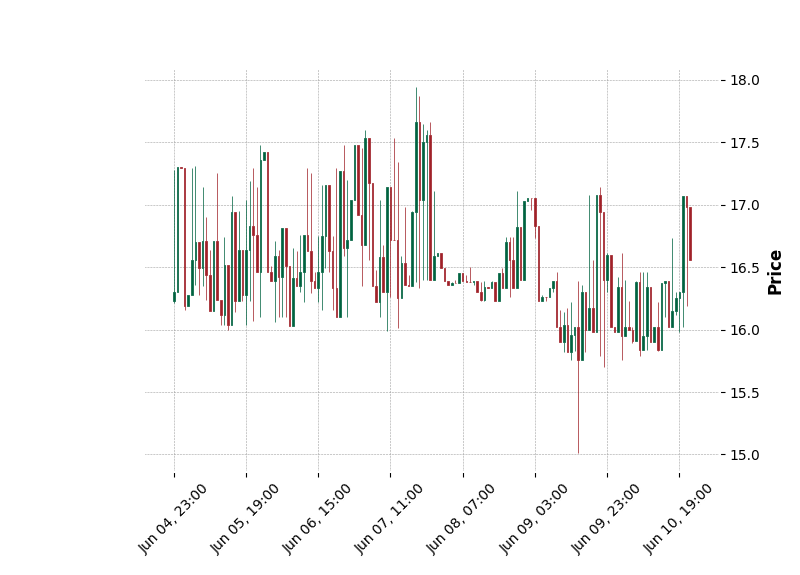 18.0
17.5
17.0
16.5
16.0
15.5
15.0
Price
Jun 04, 23:00
Jun 05, 19:00
Jun 06, 15:00
Jun 07, 11:00
Jun 08, 07:00
Jun 09, 03:00
Jun 09, 23:00
Jun 10, 19:00